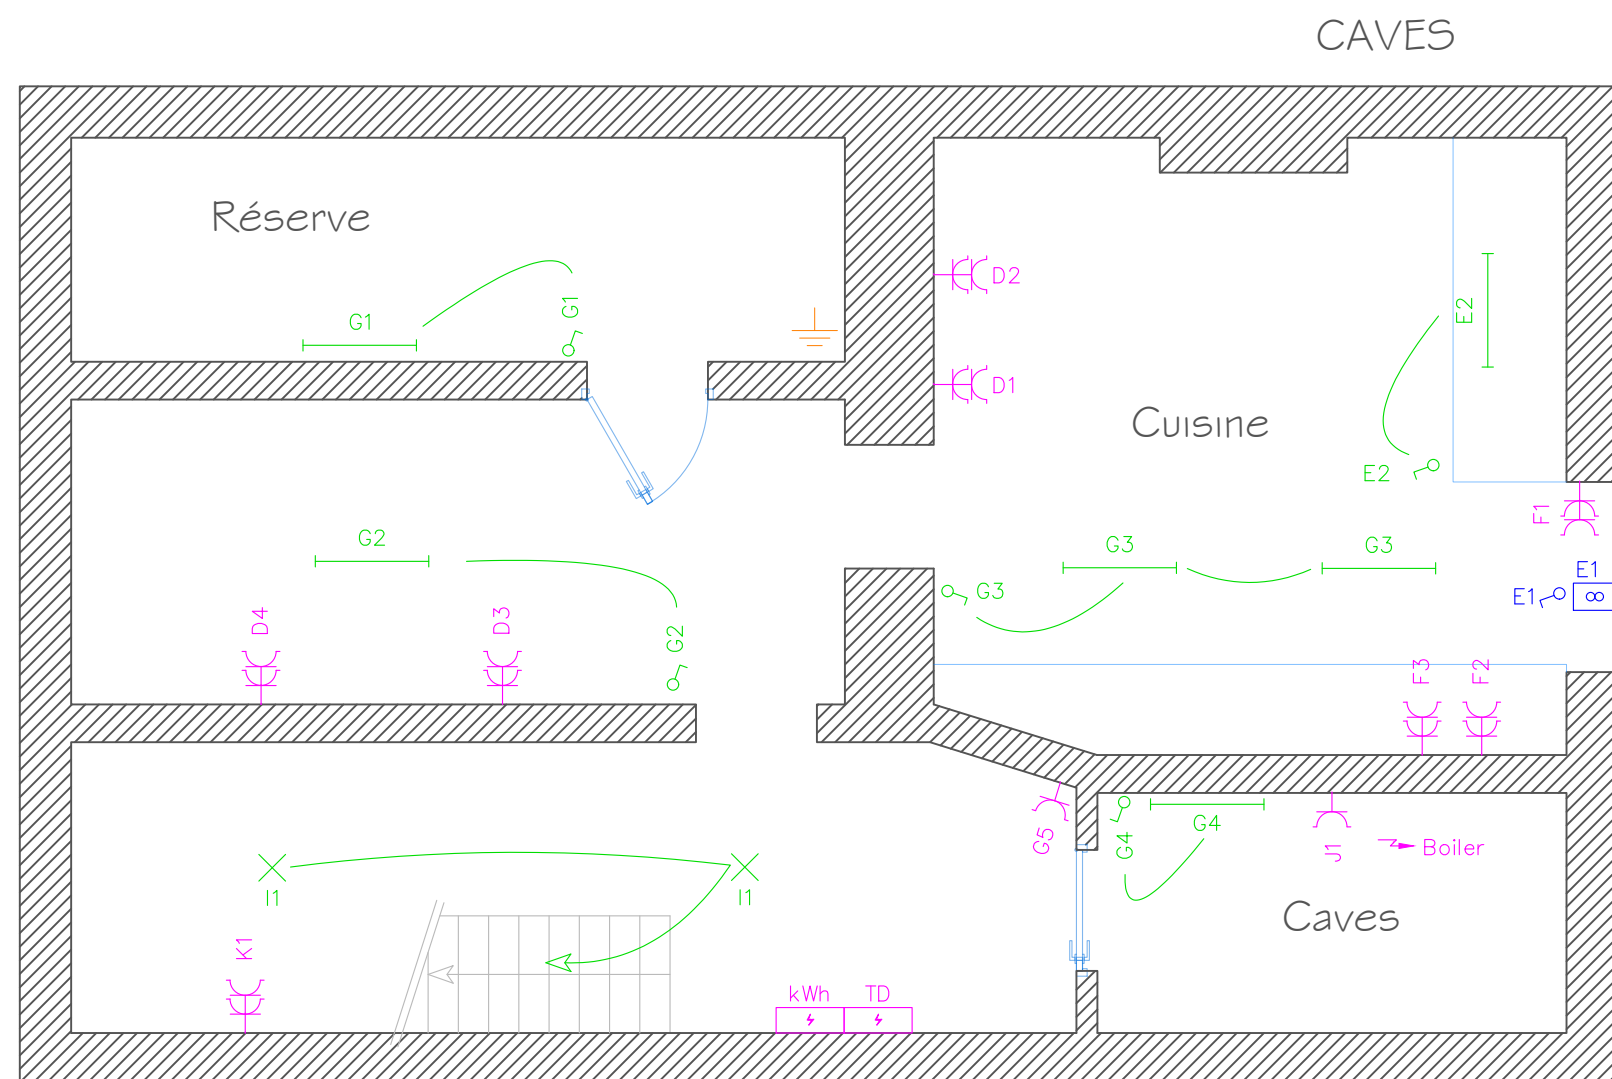 CAVES
Réserve
G1
G1
D2
E2
D1
Cuisine
E2
F1
G2
G3
G3
E1
G3
E1
D4
D3
G2
F3
F2
G5
G4
G4
J1
Boiler
I1
I1
Caves
K1
kWh
TD